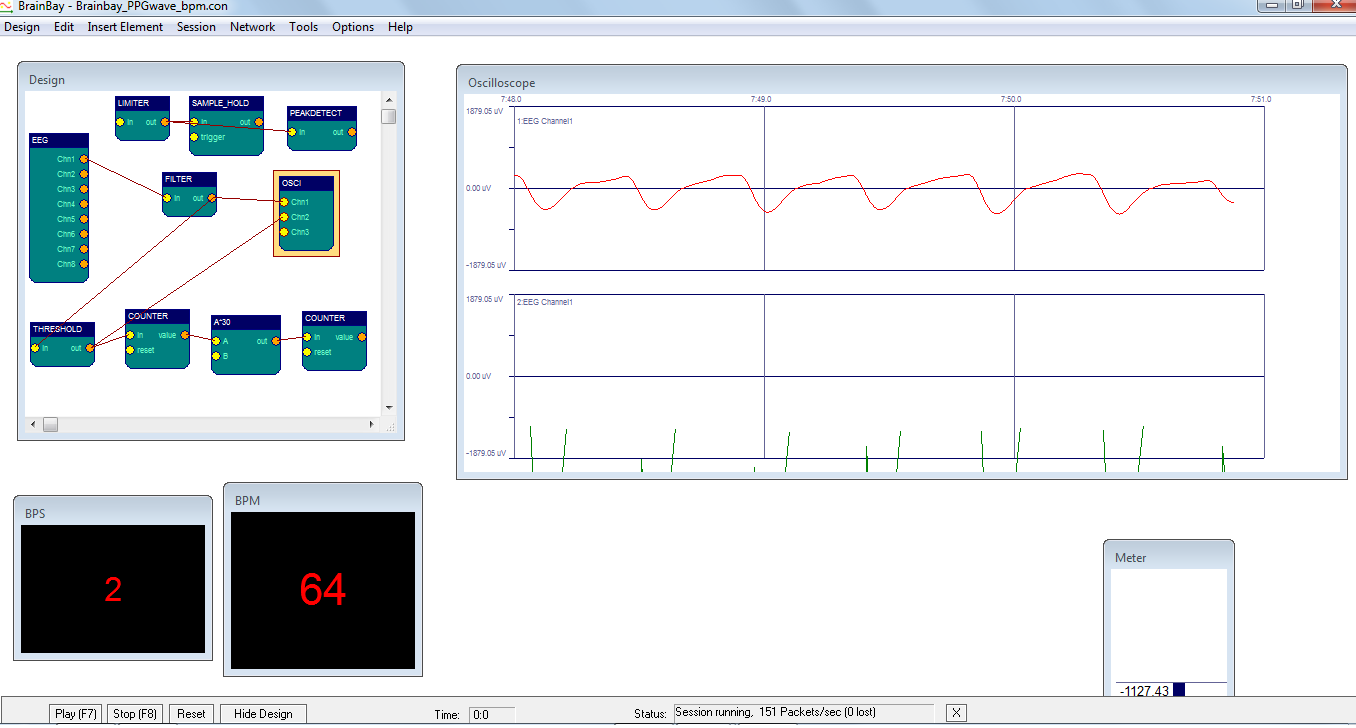 BrainBay - Brainbay_PPGwave_bpm.con
Design Edit Insert Element Session Network Tools Options Help
Design
LIMITER
In out
SAMPLE_HOLD
In out
trigger
PEAKDETECT
In out
EEG
Chn1
Chn2
Chn3
Chn4
Chn5
Chn6
Chn7
Chn8
FILTER
In out
OSCI
Chn1
Chn2
Chn3
THRESHOLD
In out
COUNTER
In value
reset
A*30
A out
B
COUNTER
In value
reset
Oscilloscope
7:48.0 7:49.0 7:50.0 7:51.0
1879.05 uV
1:EEG Channel1
0.00 uV
-1879.05 uV
1879.05 uV
2:EEG Channel1
0.00 uV
-1879.05 uV
BPS
2
BPM
64
Meter
-1127.43
Play (F7) Stop (F8) Reset Hide Design Time: 0:0 Status: Session running, 151 Packets/sec (0 lost) X